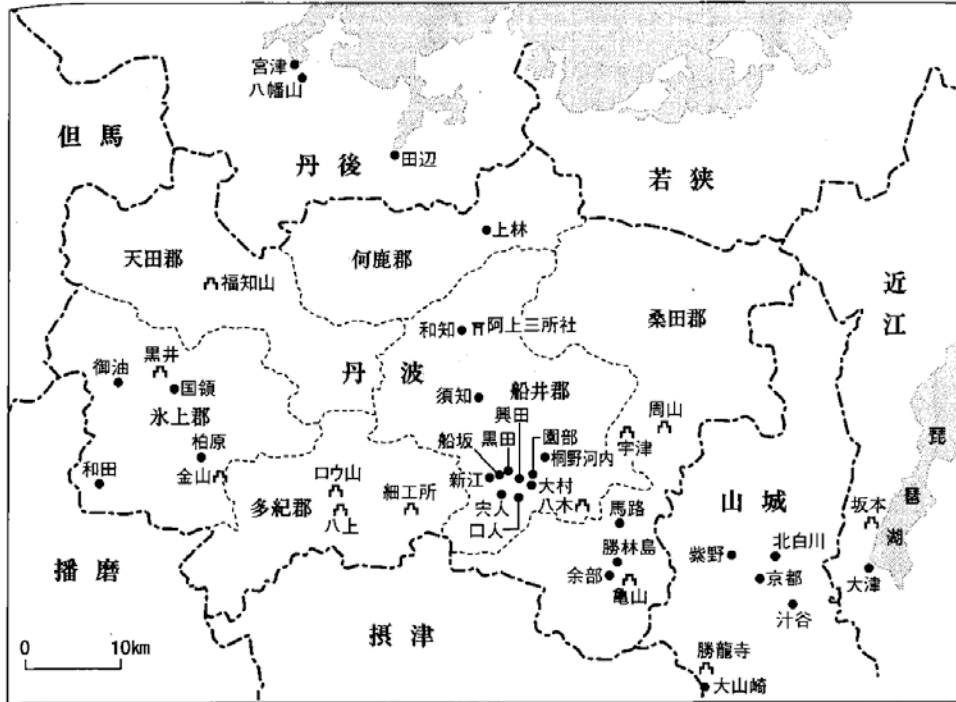 宮津
八幡山
但馬
丹後
田辺
若狭
上林
天田郡
何鹿郡
福知山
近江
和知
阿上三所社
桑田郡
黒井
御油
国領
丹波
須知
船井郡
氷上郡
興田
周山
柏原
船坂
黒田
園部
宇津
桐野河内
琵琶湖
和田
金山
口ウ山
新江
大村
多紀郡
細工所
宍人
八木
山城
坂本
八上
口人
馬路
播磨
勝林島
紫野
北白川
余部
亀山
京都
大津
汁谷
摂津
0 10km
勝龍寺
大山崎